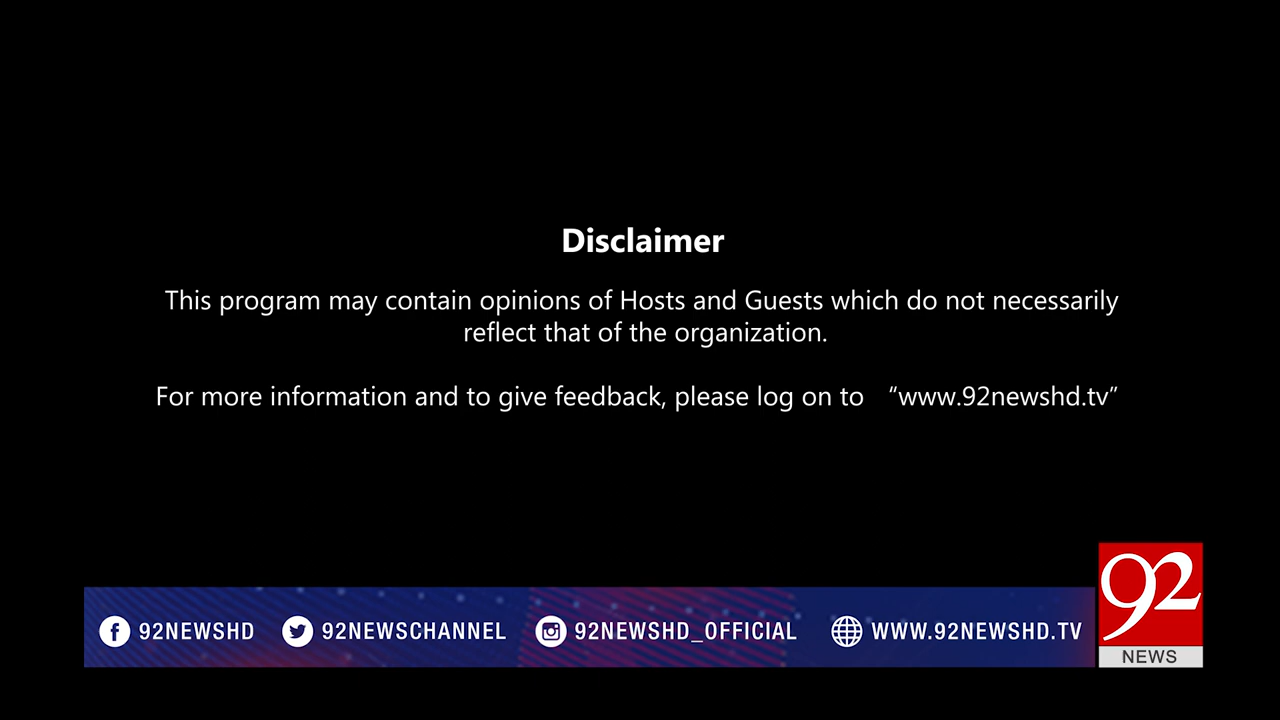 Disclaimer
This program may contain opinions of Hosts and Guests which do not necessarily
reflect that of the organization.
For more information and to give feedback, please log on to “www.92newshd.tv”
92NEWSHD 92NEWSCHANNEL 92NEWSHD_OFFICIAL WWW.92NEWSHD.TV
92
NEWS